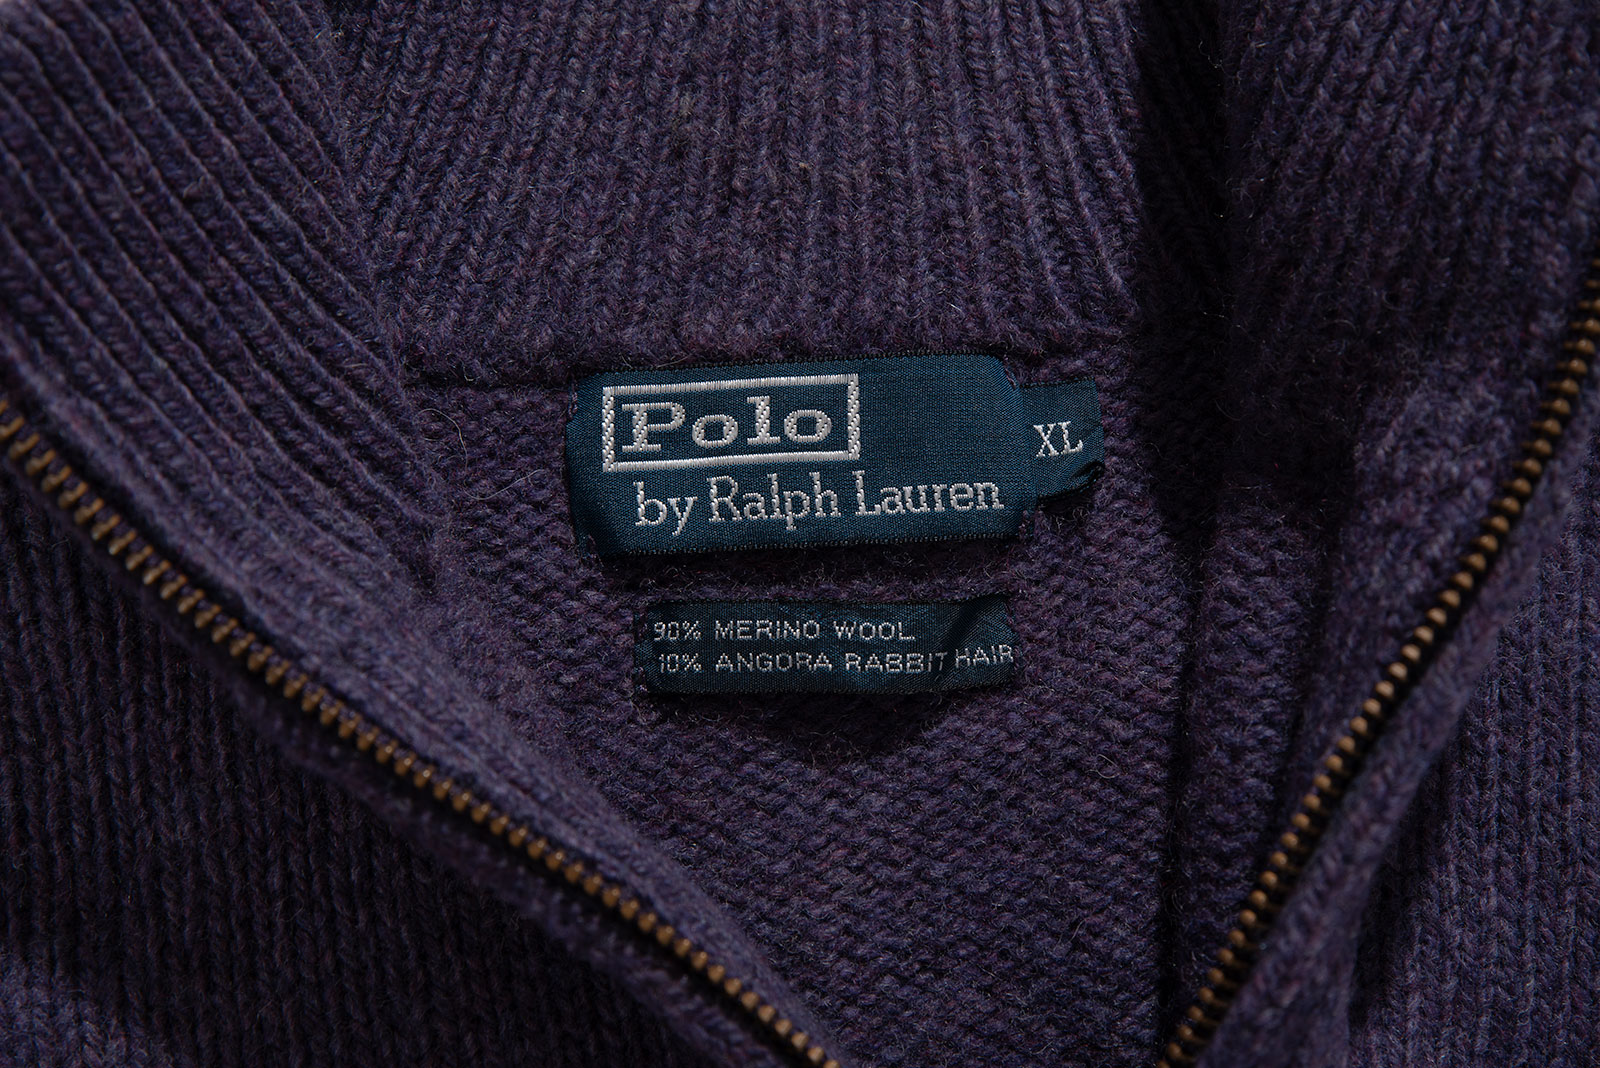 Polo
by Ralph Lauren
XL
90% MERINO WOOL
10% ANGORA RABBIT HAIR